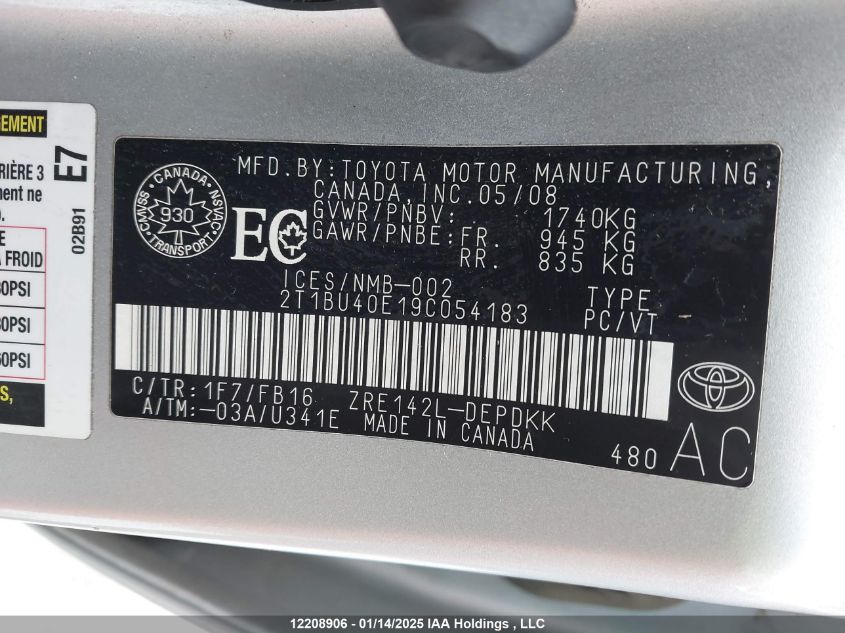 GEMENT
RIÈRE 3
ment ne
E
A FROID
0PSI
0PSI
60PSI
S,
E7
02B91
CANADA
CMVSS
NSVAC
930
TRANSPORT
EC
MFD.BY:TOYOTA MOTOR MANUFACTURING,
CANADA,INC.05/08
GVWR/PNBV: 1740KG
GAWR/PNBE:FR. 945 KG
RR. 835 KG
ICES/NMB-002
2T1BU40E19C054183
TYPE
PC/VT
C/TR:1F7/FB16 ZRE142L-DEPDKK
A/TM:-03A/U341E MADE IN CANADA
480 AC
12208906 - 01/14/2025 IAA Holdings , LLC